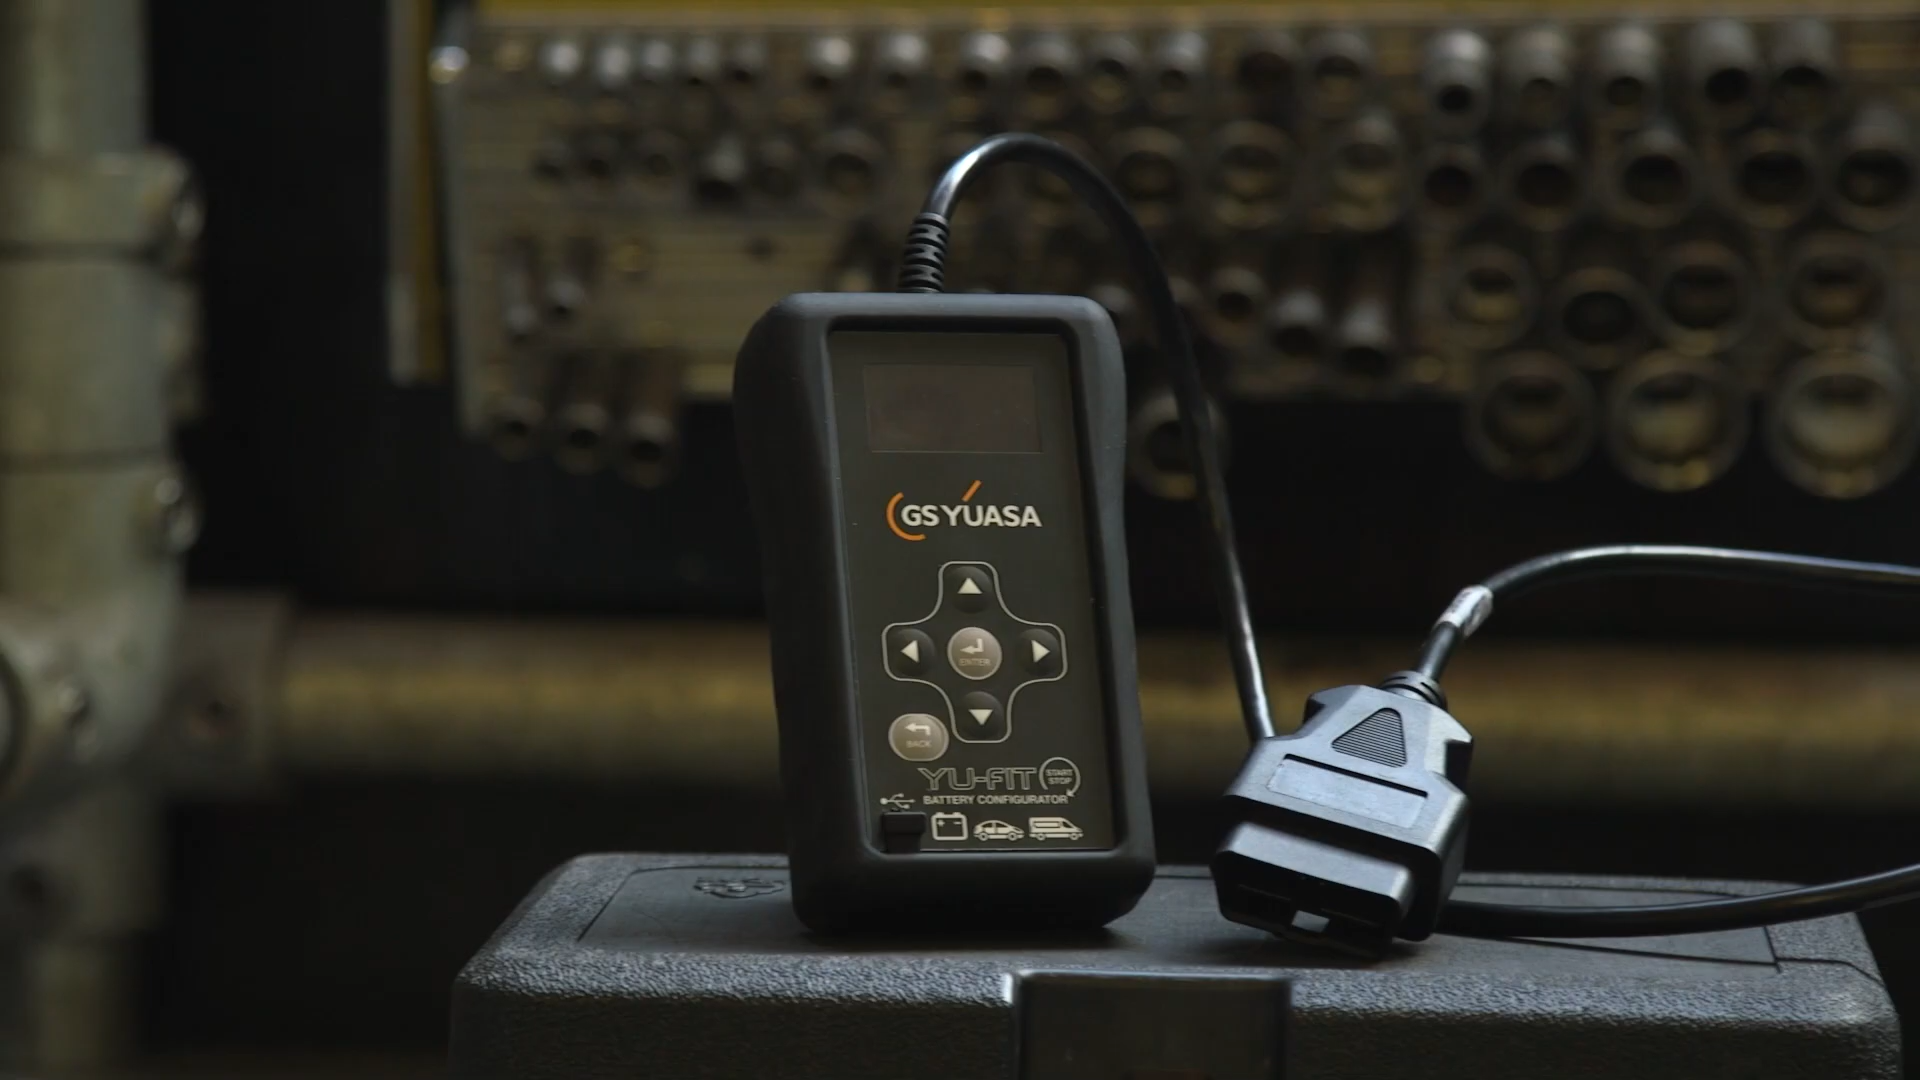 GS YUASA
ENTER
BACK
YU-FIT START STOP
BATTERY CONFIGURATOR